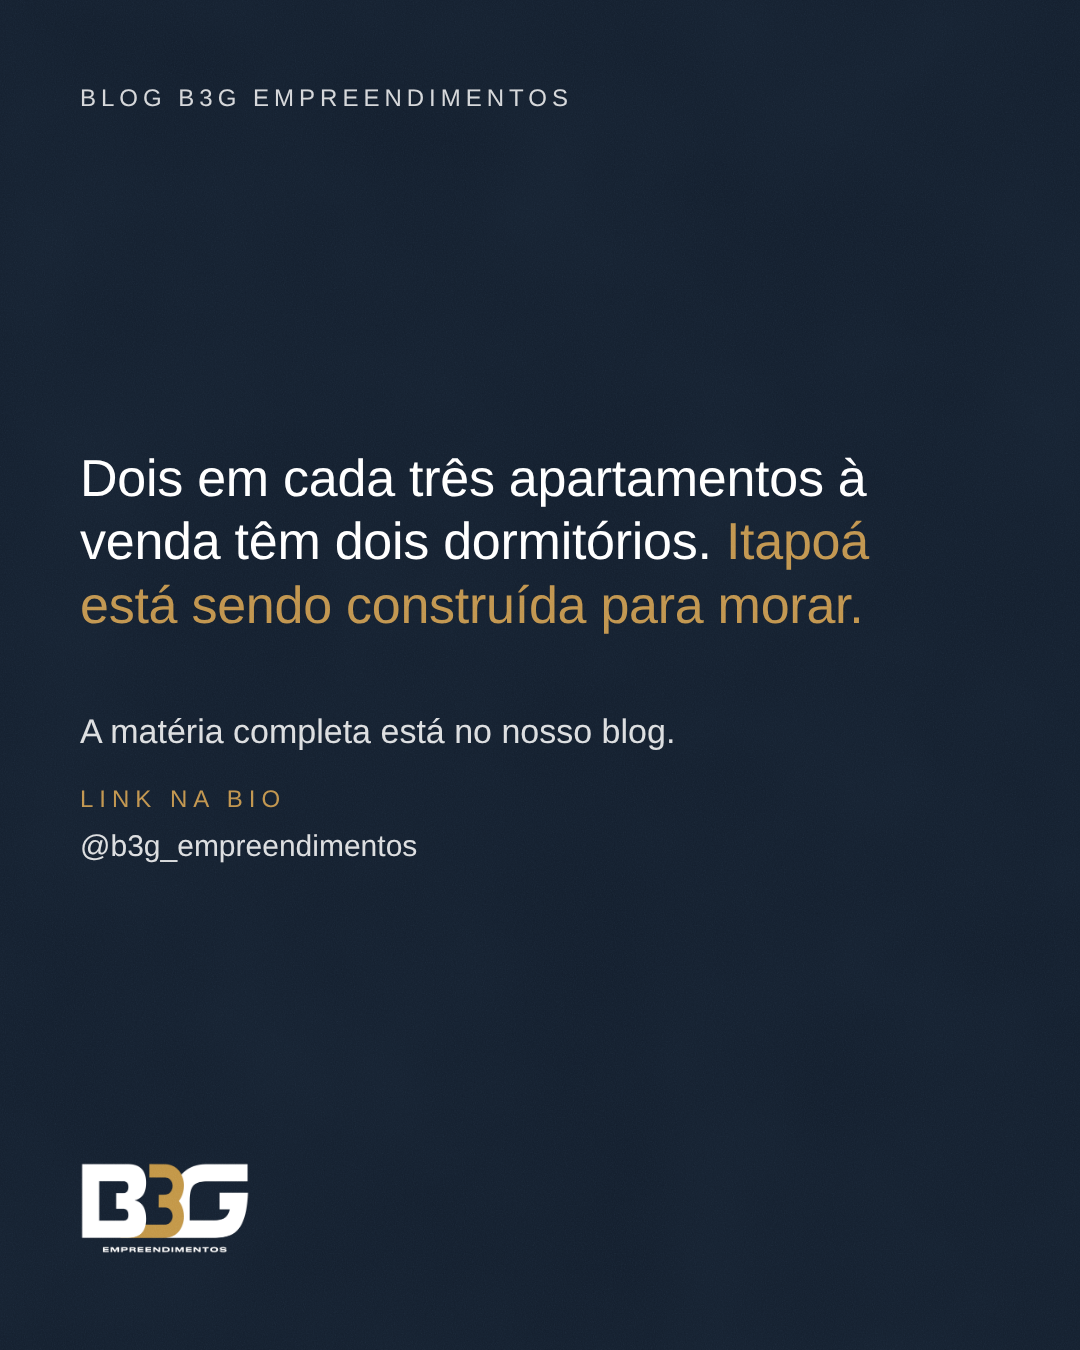 BLOG B3G EMPREENDIMENTOS
Dois em cada três apartamentos à
venda têm dois dormitórios. Itapoá
está sendo construída para morar.
A matéria completa está no nosso blog.
LINK NA BIO
@b3g_empreendimentos
B3G
EMPREENDIMENTOS